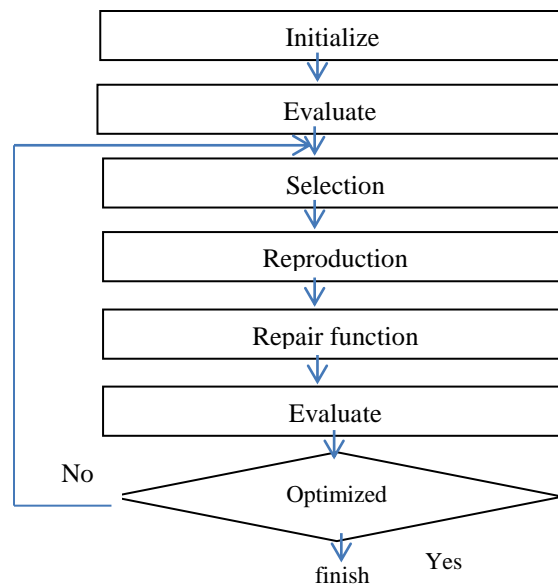 Initialize
Evaluate
Selection
Reproduction
Repair function
Evaluate
No
Optimized
Yes
finish